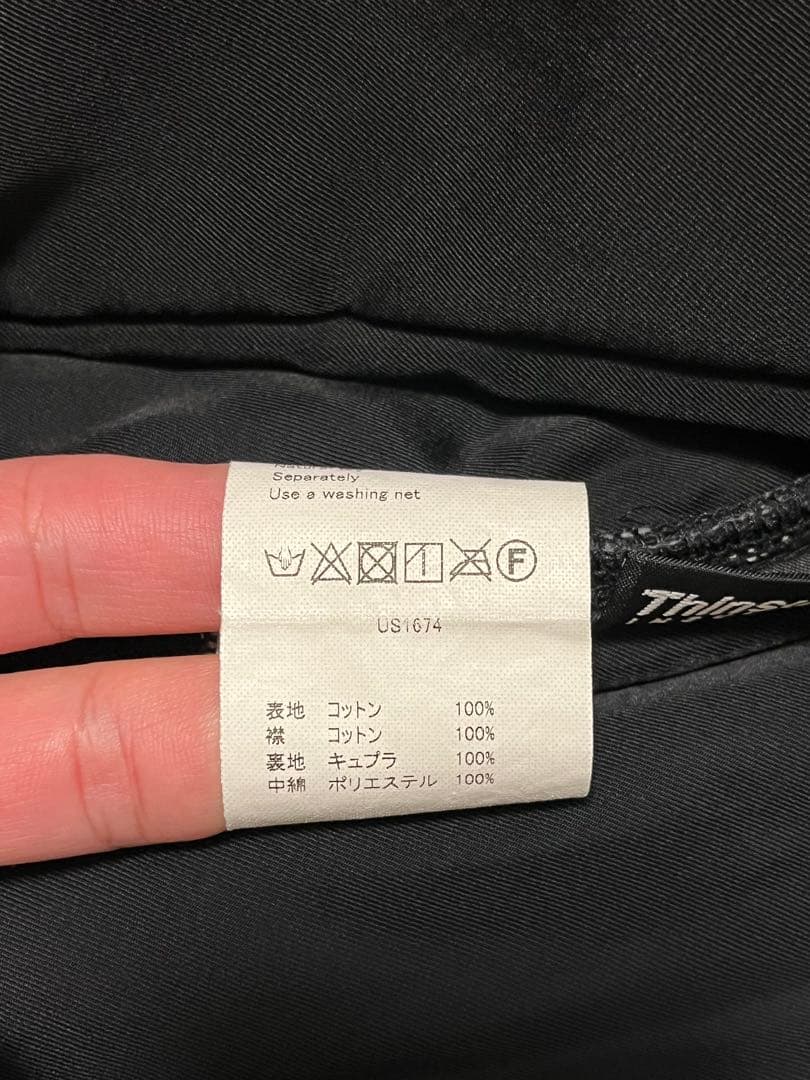 Separately
Use a washing net
F
US1674
表地 コットン 100%
襟 コットン 100%
裏地 キュプラ 100%
中綿 ポリエステル 100%